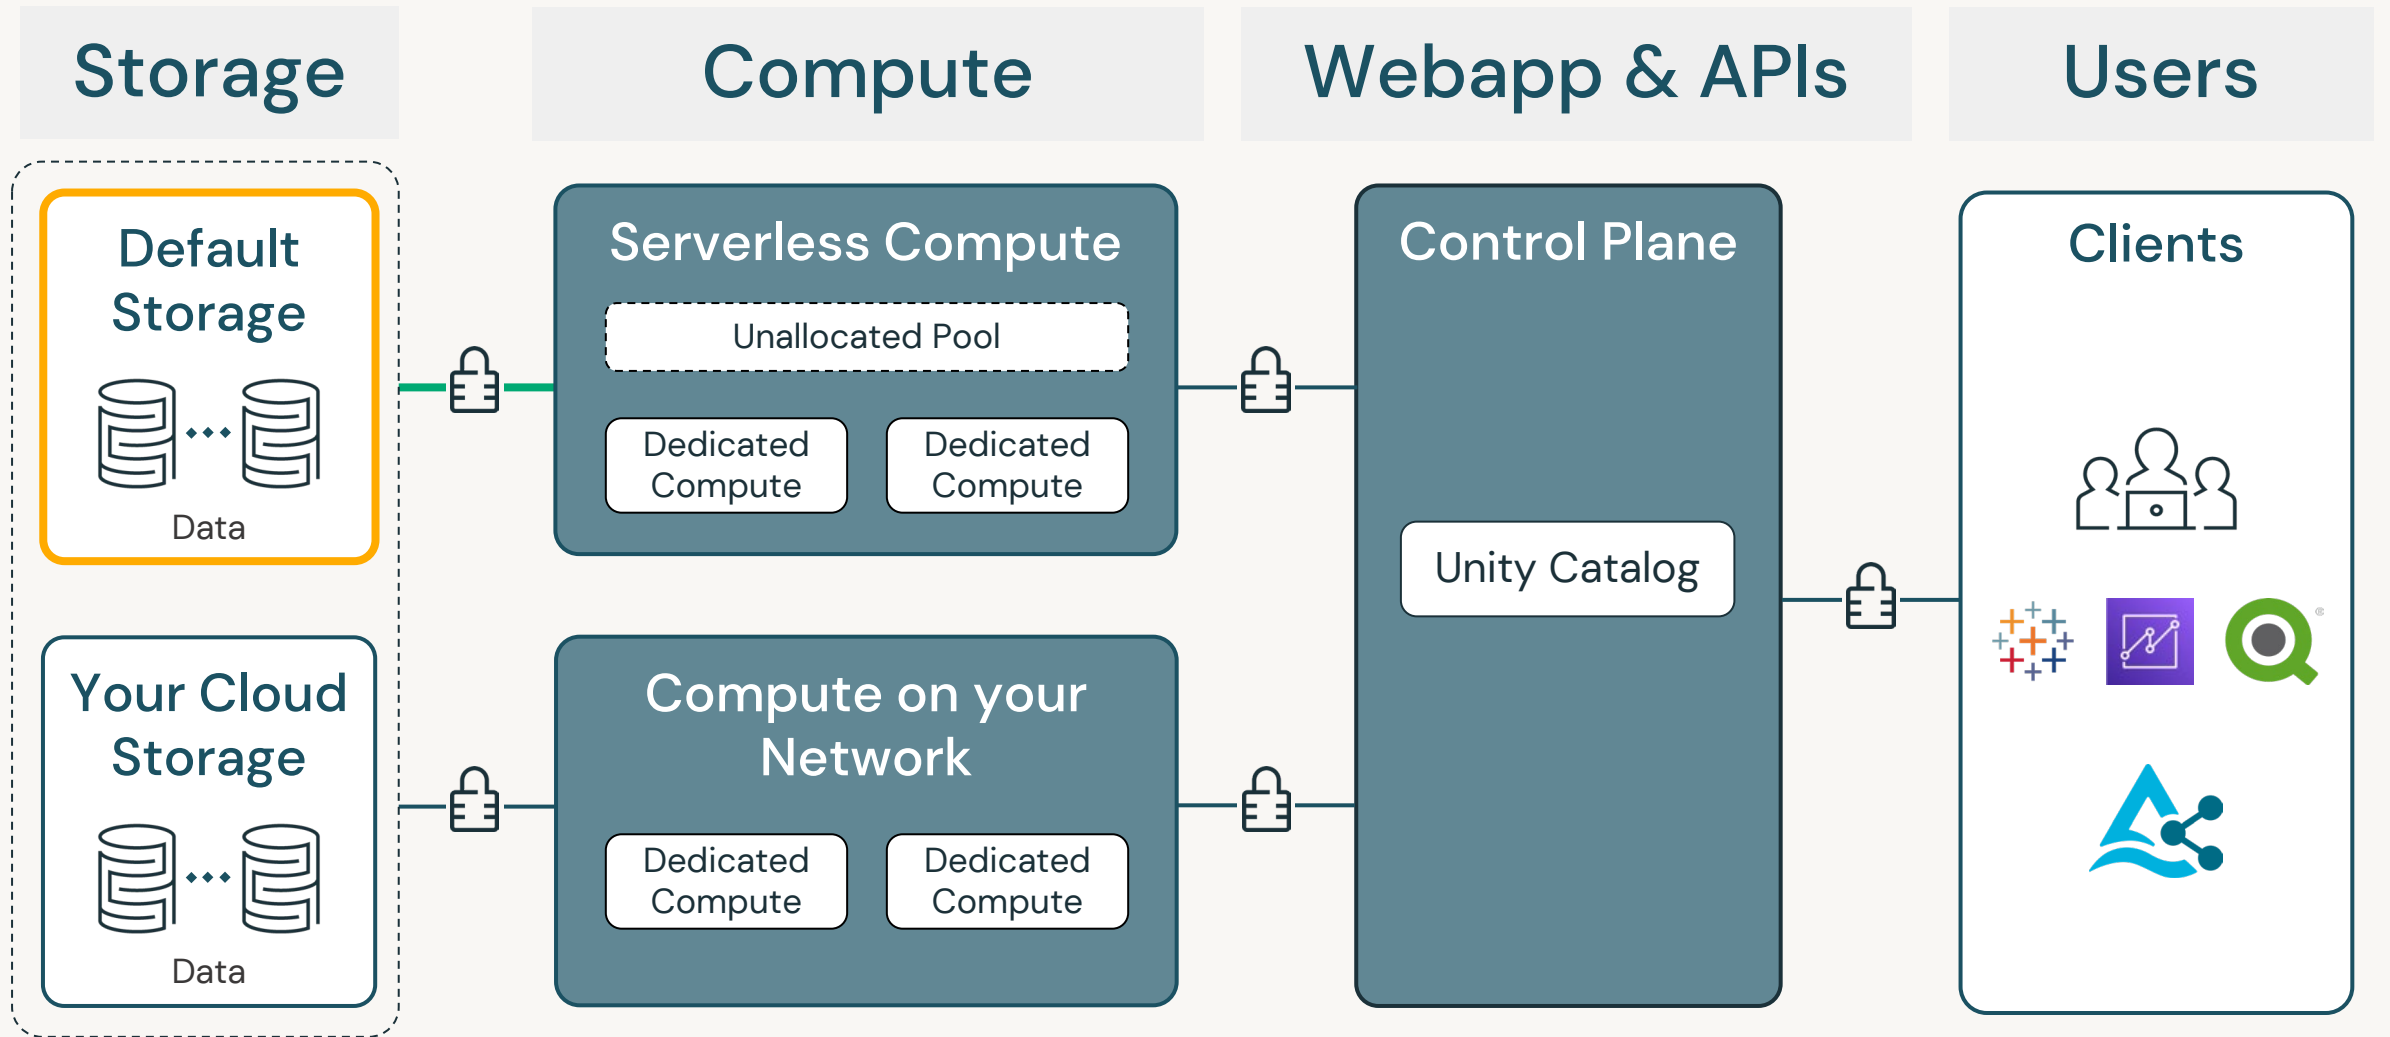 Storage
Compute
Webapp & APIs
Users
Default
Storage
Data
Your Cloud
Storage
Data
Serverless Compute
Unallocated Pool
Dedicated
Compute
Dedicated
Compute
Compute on your
Network
Dedicated
Compute
Dedicated
Compute
Control Plane
Unity Catalog
Clients